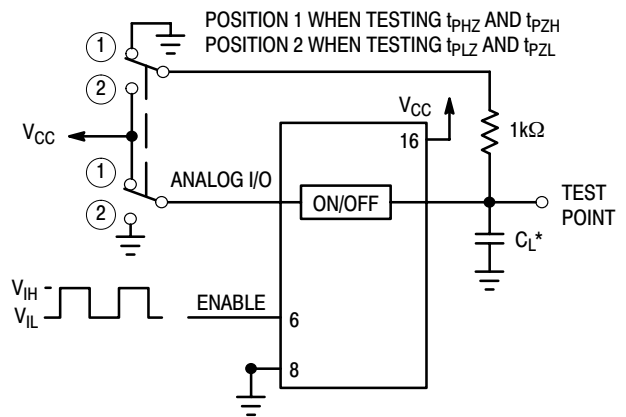 POSITION 1 WHEN TESTING tPHZ AND tPZH
POSITION 2 WHEN TESTING tPLZ AND tPZL
1
2
VCC
VCC
16
1kΩ
1
2
ANALOG I/O
ON/OFF
TEST
POINT
CL*
VIH
VIL
ENABLE
6
8